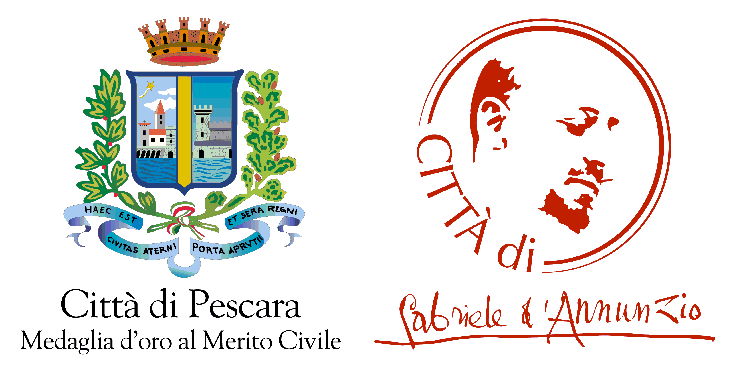 HAEC EST
CIVITAS ATERNI
PORTA APRVTII
ET SERA REGNI
Città di Pescara
Medaglia d'oro al Merito Civile
CITTÀ di
Gabriele d'Annunzio